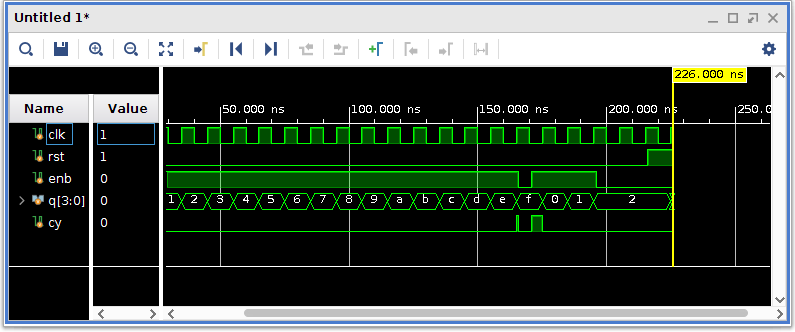 Untitled 1*
226.000 ns
50.000 ns 100.000 ns 150.000 ns 200.000 ns 250.0
Name Value
clk 1
rst 1
enb 0
q[3:0] 0 1 2 3 4 5 6 7 8 9 a b c d e f 0 1 2
cy 0